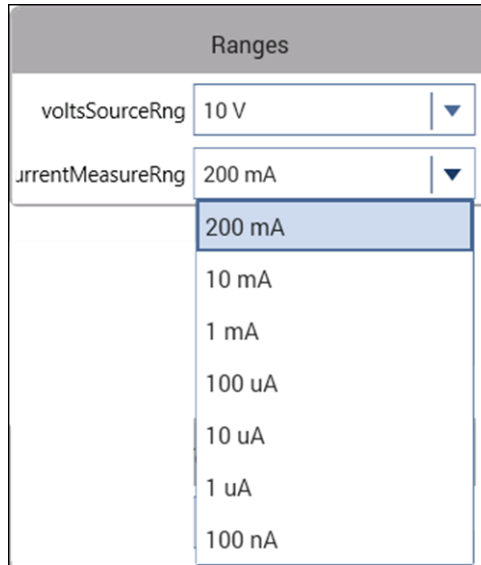 Ranges
voltsSourceRng 10 V
urrentMeasureRng 200 mA
200 mA
10 mA
1 mA
100 uA
10 uA
1 uA
100 nA